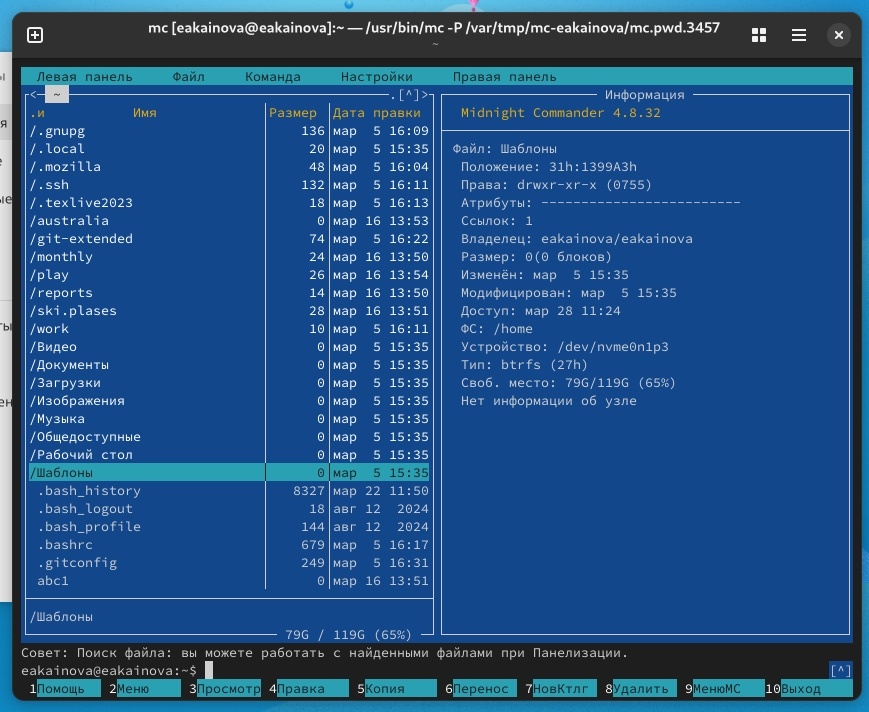 mc [eakainova@eakainova]:~ — /usr/bin/mc -P /var/tmp/mc-eakainova/mc.pwd.3457
~
Левая панель Файл Команда Настройки Правая панель
<─ ~ .[^]>
.и Имя Размер Дата правки
/.gnupg 136 мар 5 16:09
/.local 20 мар 5 15:35
/.mozilla 48 мар 5 16:04
/.ssh 132 мар 5 16:11
/.texlive2023 18 мар 5 16:13
/australia 0 мар 16 13:53
/git-extended 74 мар 5 16:22
/monthly 24 мар 16 13:50
/play 26 мар 16 13:54
/reports 14 мар 16 13:50
/ski.plases 28 мар 16 13:51
/work 10 мар 5 16:11
/Видео 0 мар 5 15:35
/Документы 0 мар 5 15:35
/Загрузки 0 мар 5 15:35
/Изображения 0 мар 5 15:35
/Музыка 0 мар 5 15:35
/Общедоступные 0 мар 5 15:35
/Рабочий стол 0 мар 5 15:35
/Шаблоны 0 мар 5 15:35
.bash_history 8327 мар 22 11:50
.bash_logout 18 авг 12 2024
.bash_profile 144 авг 12 2024
.bashrc 679 мар 5 16:17
.gitconfig 249 мар 5 16:31
abc1 0 мар 16 13:51
/Шаблоны
79G / 119G (65%)
Информация
Midnight Commander 4.8.32
Файл: Шаблоны
Положение: 31h:1399A3h
Права: drwxr-xr-x (0755)
Атрибуты: -------------------------
Ссылок: 1
Владелец: eakainova/eakainova
Размер: 0(0 блоков)
Изменён: мар 5 15:35
Модифицирован: мар 5 15:35
Доступ: мар 28 11:24
ФС: /home
Устройство: /dev/nvme0n1p3
Тип: btrfs (27h)
Своб. место: 79G/119G (65%)
Нет информации об узле
Совет: Поиск файла: вы можете работать с найденными файлами при Панелизации.
eakainova@eakainova:~$ [^]
1Помощь 2Меню 3Просмотр 4Правка 5Копия 6Перенос 7НовКтлг 8Удалить 9МенюМС 10Выход